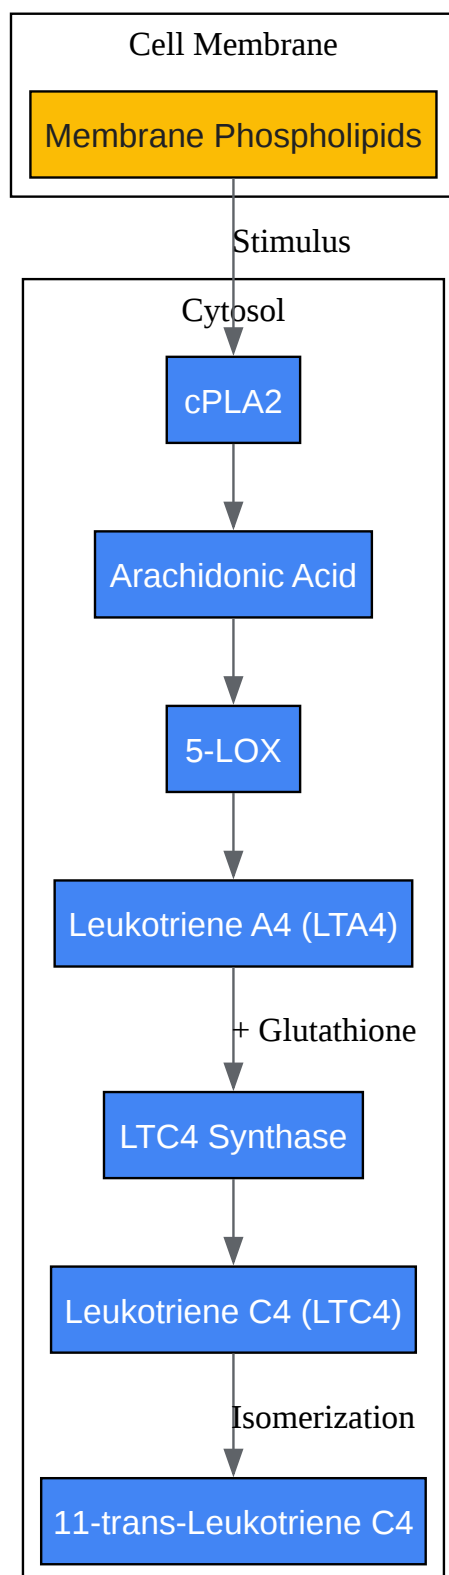 Cell Membrane
Membrane Phospholipids
Stimulus
Cytosol
cPLA2
Arachidonic Acid
5-LOX
Leukotriene A4 (LTA4)
+ Glutathione
LTC4 Synthase
Leukotriene C4 (LTC4)
Isomerization
11-trans-Leukotriene C4